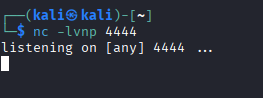 ┌──(kali㉿kali)-[~]
└─$ nc -lvnp 4444
listening on [any] 4444 ...